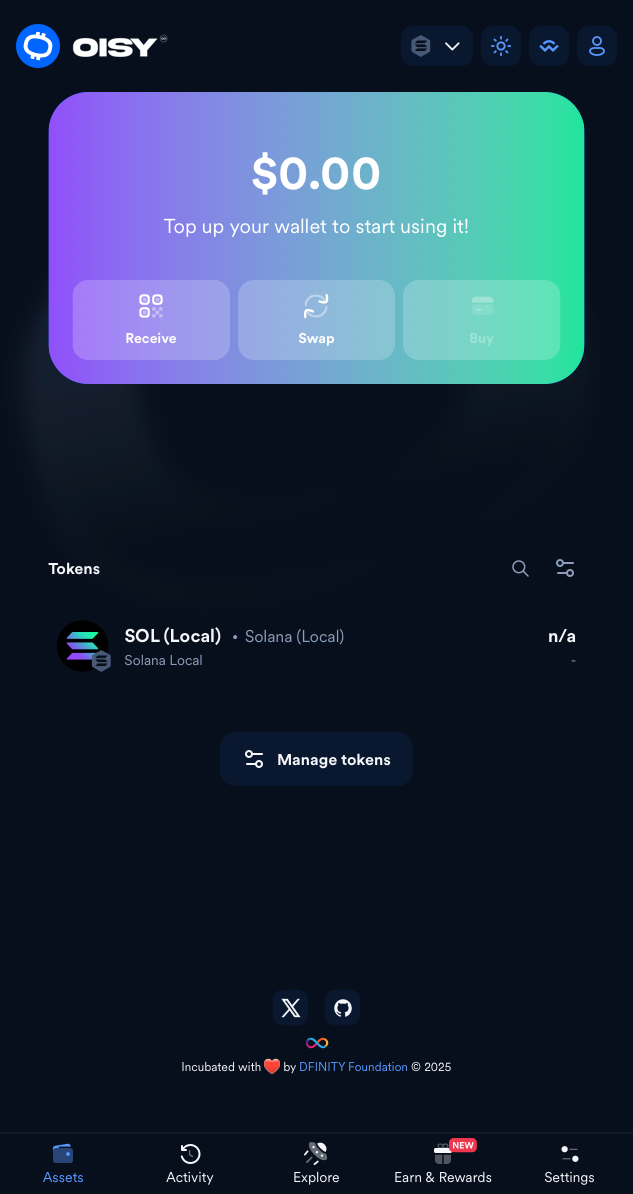 OISY
$0.00
Top up your wallet to start using it!
Receive
Swap
Buy
Tokens
SOL (Local) • Solana (Local)
n/a
Solana Local
-
Manage tokens
Incubated with ❤️ by DFINITY Foundation © 2025
Assets
Activity
Explore
NEW
Earn & Rewards
Settings